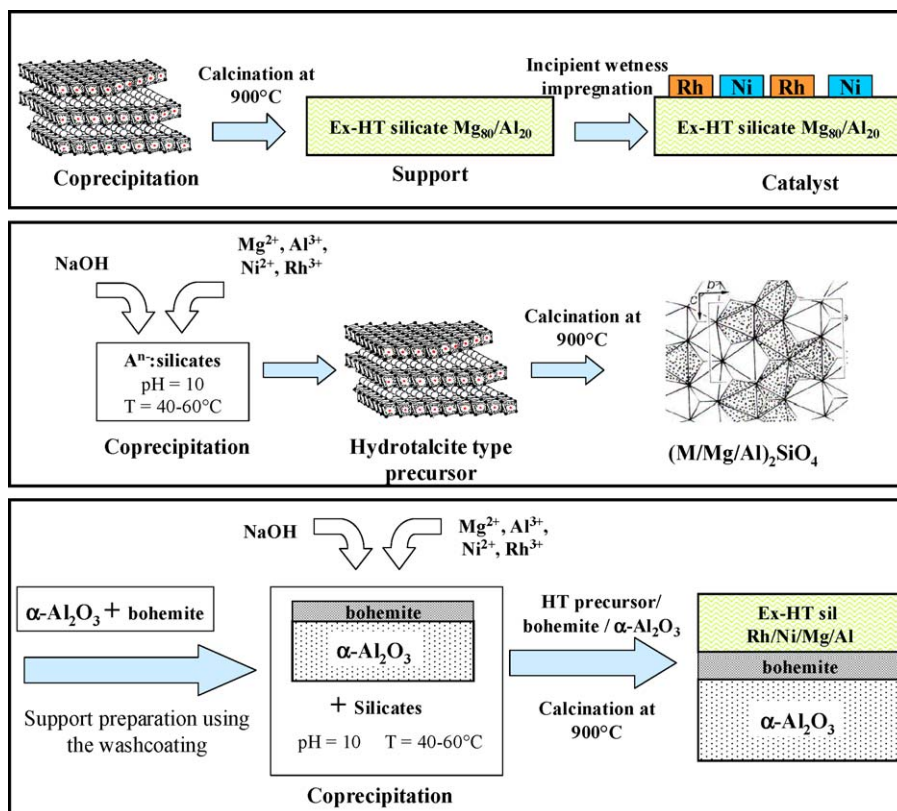 Calcination at
900°C
Incipient wetness
impregnation
Rh Ni Rh Ni
Ex-HT silicate Mg₈₀/Al₂₀
Ex-HT silicate Mg₈₀/Al₂₀
Coprecipitation
Support
Catalyst
NaOH
Mg²⁺, Al³⁺,
Ni²⁺, Rh³⁺
Aⁿ⁻:silicates
pH = 10
T = 40-60°C
Coprecipitation
Hydrotalcite type
precursor
Calcination at
900°C
b
c
(M/Mg/Al)₂SiO₄
NaOH
Mg²⁺, Al³⁺,
Ni²⁺, Rh³⁺
α-Al₂O₃ + bohemite
Support preparation using
the washcoating
bohemite
α-Al₂O₃
+ Silicates
pH = 10 T = 40-60°C
Coprecipitation
HT precursor/
bohemite / α-Al₂O₃
Calcination at
900°C
Ex-HT sil
Rh/Ni/Mg/Al
bohemite
α-Al₂O₃